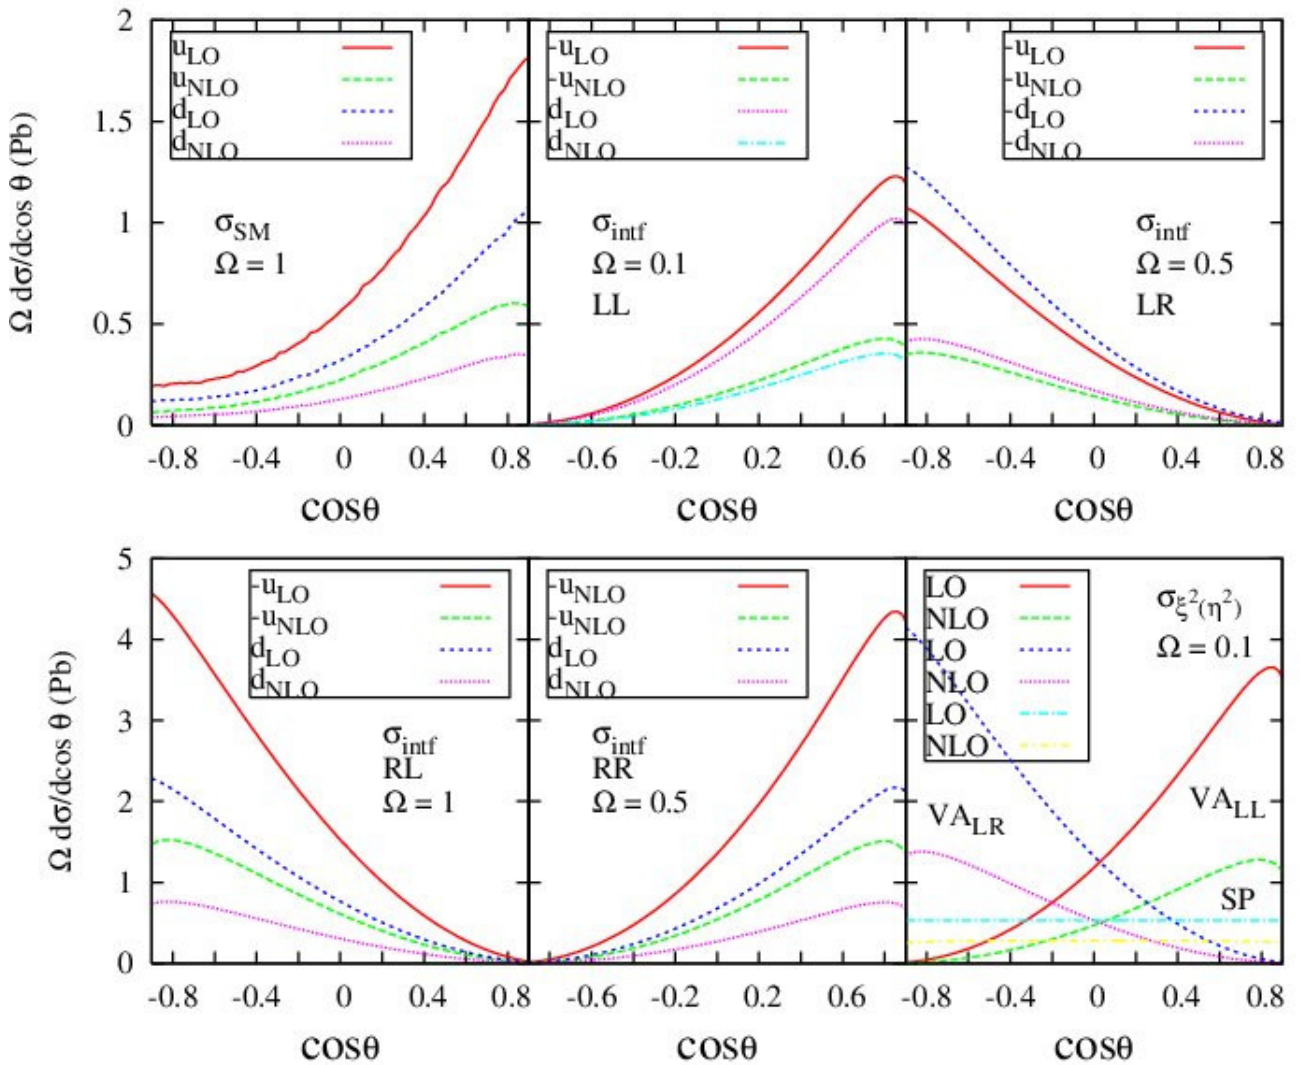 Ω dσ/dcos θ (Pb)
2
1.5
1
0.5
0
u_LO
u_NLO
d_LO
d_NLO
σ_SM
Ω = 1
-0.8 -0.4 0 0.4 0.8
cosθ
-u_LO
-u_NLO
d_LO
d_NLO
σ_intf
Ω = 0.1
LL
-0.6 -0.2 0.2 0.6
cosθ
-u_LO
-u_NLO
-d_LO
-d_NLO
σ_intf
Ω = 0.5
LR
-0.8 -0.4 0 0.4 0.8
cosθ
Ω dσ/dcos θ (Pb)
5
4
3
2
1
0
-u_LO
-u_NLO
d_LO
d_NLO
σ_intf
RL
Ω = 1
-0.8 -0.4 0 0.4 0.8
cosθ
-u_NLO
-u_NLO
d_LO
d_NLO
σ_intf
RR
Ω = 0.5
-0.6 -0.2 0.2 0.6
cosθ
LO
NLO
LO
NLO
LO
NLO
σ_ξ²(η²)
Ω = 0.1
VA_LR
VA_LL
SP
-0.8 -0.4 0 0.4 0.8
cosθ